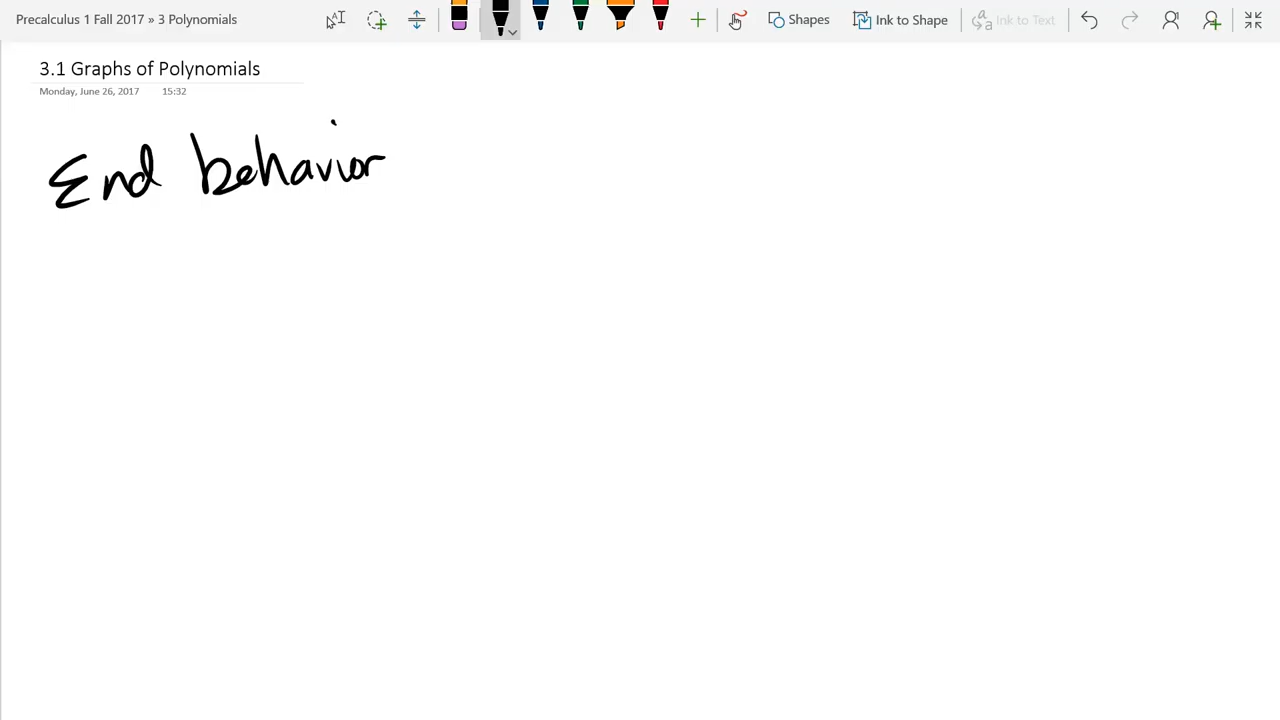 Precalculus 1 Fall 2017 » 3 Polynomials
Shapes
Ink to Shape
Ink to Text
3.1 Graphs of Polynomials
Monday, June 26, 2017 15:32
End behavior